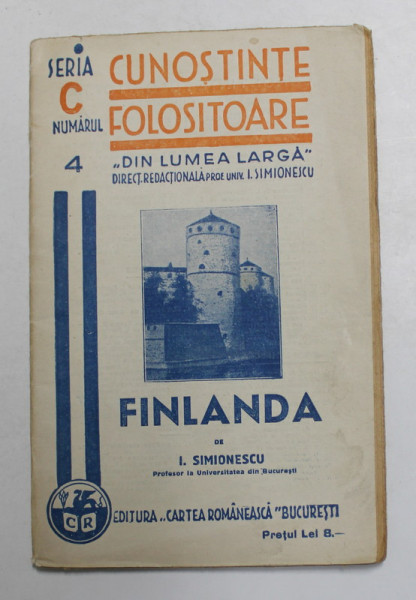 SERIA
C
NUMĂRUL
4
CUNOȘTINȚE
FOLOSITOARE
„DIN LUMEA LARGĂ"
DIRECT. REDACȚIONALĂ PROF. UNIV. I. SIMIONESCU
FINLANDA
DE
I. SIMIONESCU
Profesor la Universitatea din București
CR
EDITURA „CARTEA ROMÂNEASCĂ" BUCUREȘTI
Prețul Lei 8.—